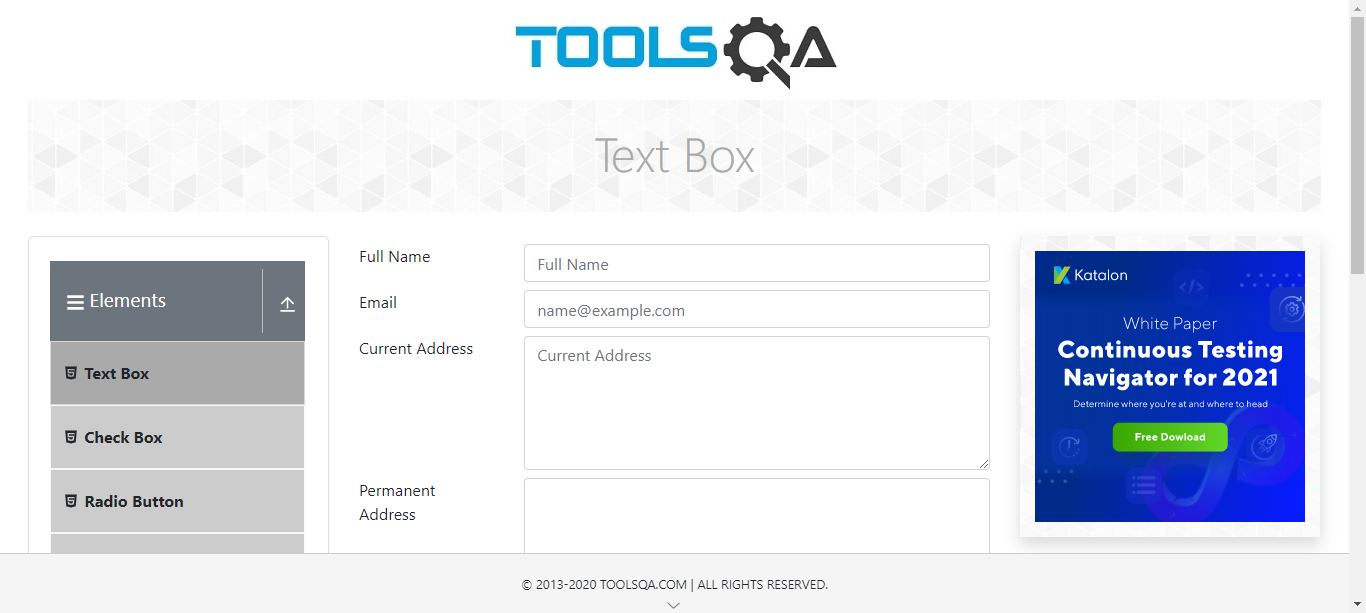 TOOLSQA
Text Box
Elements
Text Box
Check Box
Radio Button
Full Name
Full Name
Email
name@example.com
Current Address
Current Address
Permanent
Address
Katalon
White Paper
Continuous Testing
Navigator for 2021
Determine where you're at and where to head
Free Dowload
© 2013-2020 TOOLSQA.COM | ALL RIGHTS RESERVED.